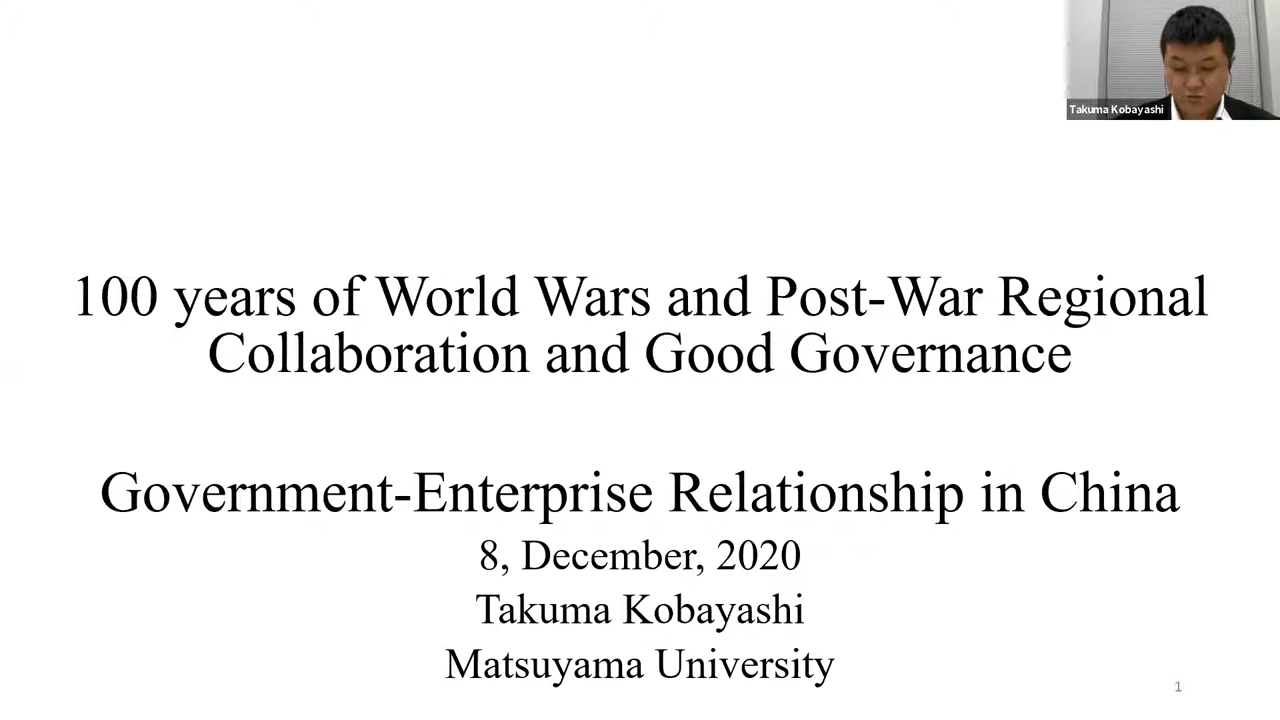 Takuma Kobayashi
100 years of World Wars and Post-War Regional
Collaboration and Good Governance
Government-Enterprise Relationship in China
8, December, 2020
Takuma Kobayashi
Matsuyama University
1